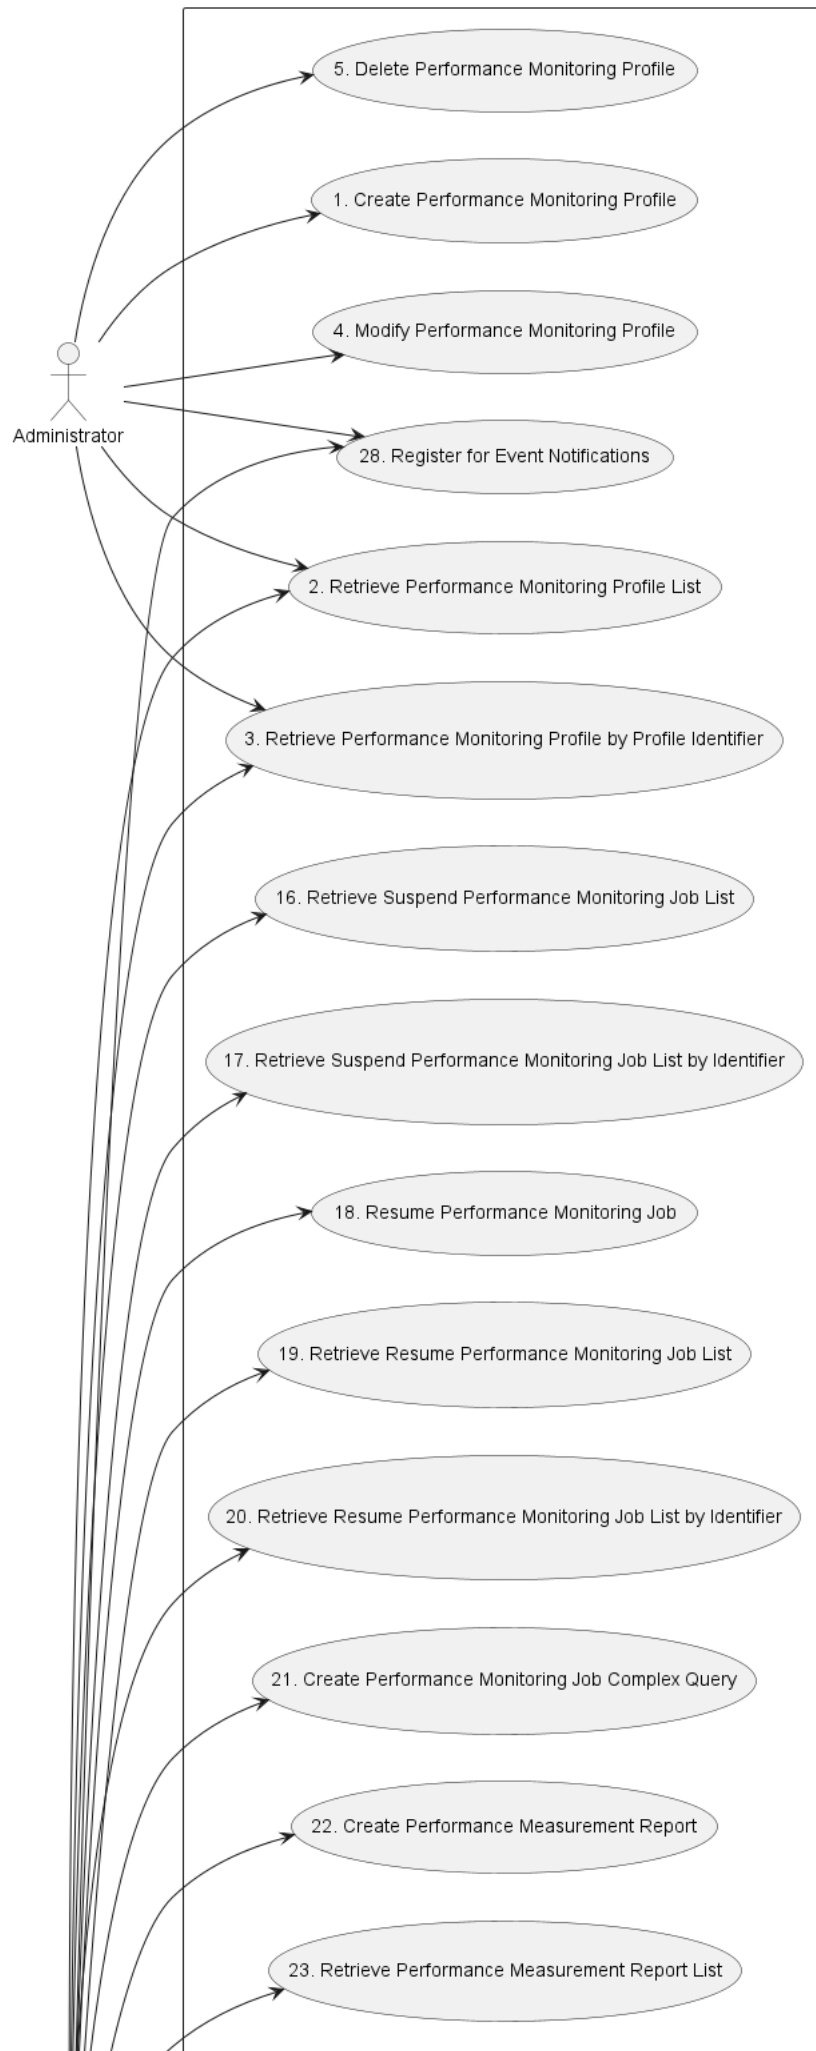 5. Delete Performance Monitoring Profile
1. Create Performance Monitoring Profile
4. Modify Performance Monitoring Profile
Administrator
28. Register for Event Notifications
2. Retrieve Performance Monitoring Profile List
3. Retrieve Performance Monitoring Profile by Profile Identifier
16. Retrieve Suspend Performance Monitoring Job List
17. Retrieve Suspend Performance Monitoring Job List by Identifier
18. Resume Performance Monitoring Job
19. Retrieve Resume Performance Monitoring Job List
20. Retrieve Resume Performance Monitoring Job List by Identifier
21. Create Performance Monitoring Job Complex Query
22. Create Performance Measurement Report
23. Retrieve Performance Measurement Report List